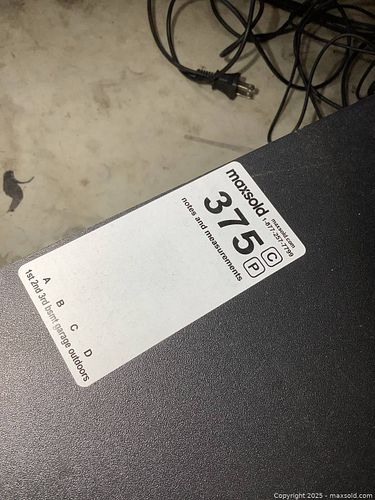 maxsold
maxsold.com
1-877-257-7799
375
C
P
notes and measurements
A B C D
1st 2nd 3rd bsmt garage outdoors
Copyright 2025 - maxsold.com